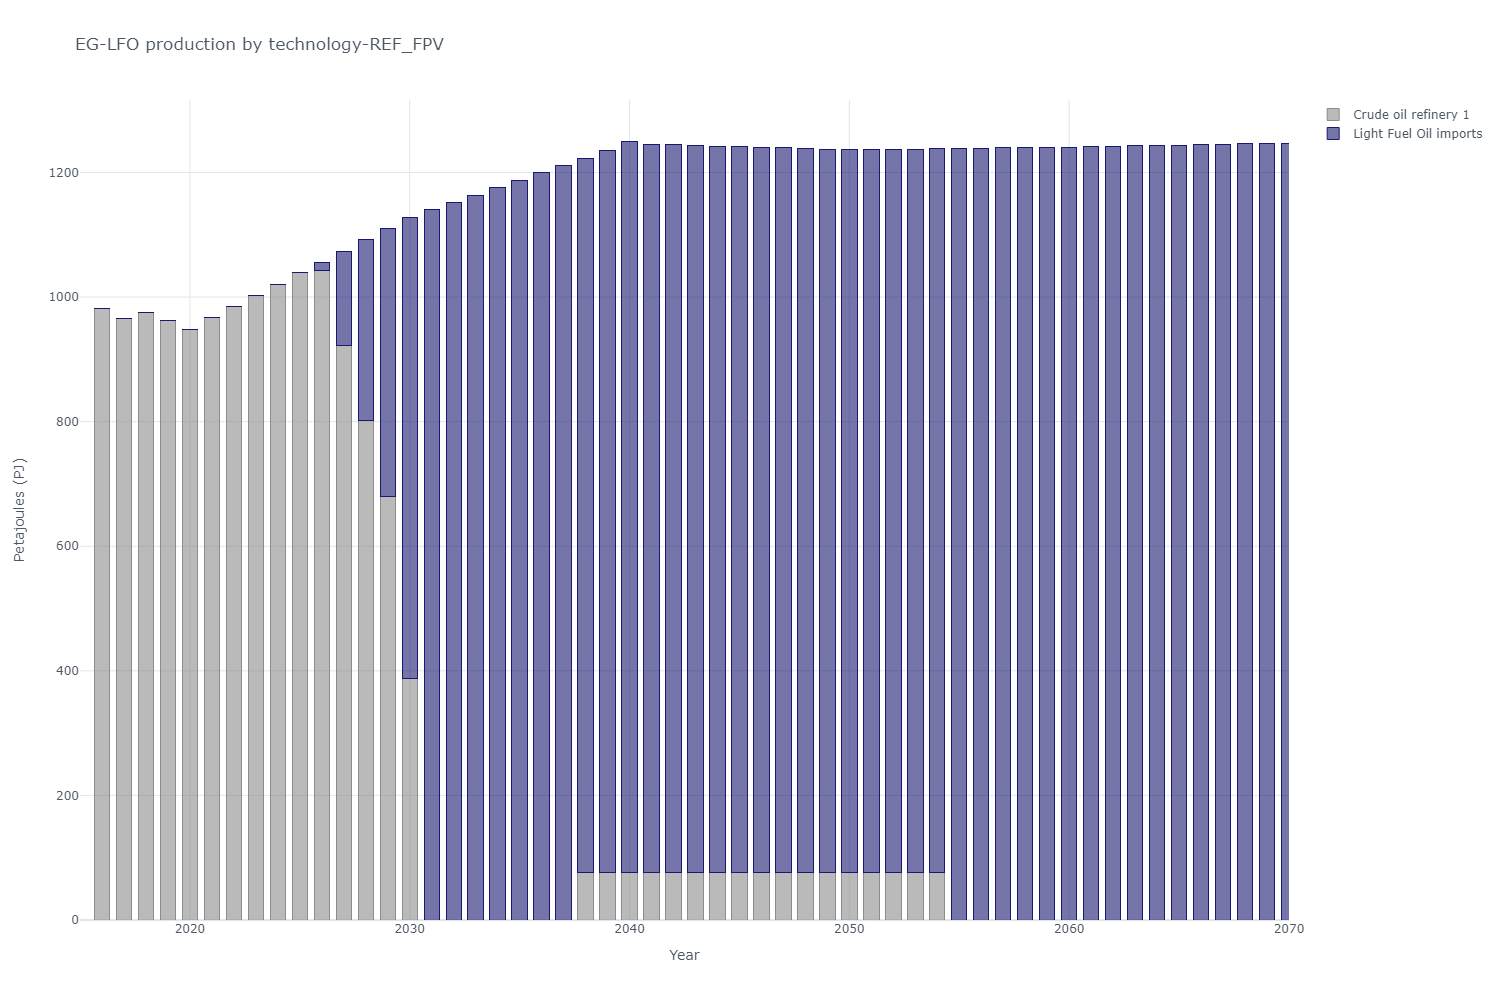 EG-LFO production by technology-REF_FPV
Crude oil refinery 1
Light Fuel Oil imports
1200
1000
800
600
400
200
0
Petajoules (PJ)
2020
2030
2040
2050
2060
2070
Year